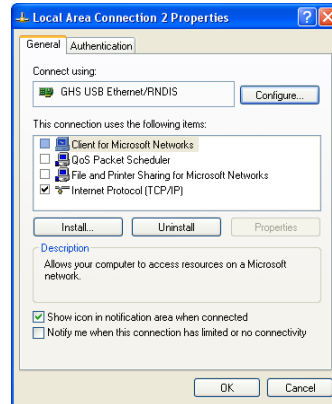 Local Area Connection 2 Properties
General
Authentication
Connect using:
GHS USB Ethernet/RNDIS
Configure...
This connection uses the following items:
Client for Microsoft Networks
QoS Packet Scheduler
File and Printer Sharing for Microsoft Networks
Internet Protocol (TCP/IP)
Install...
Uninstall
Properties
Description
Allows your computer to access resources on a Microsoft
network.
Show icon in notification area when connected
Notify me when this connection has limited or no connectivity
OK
Cancel